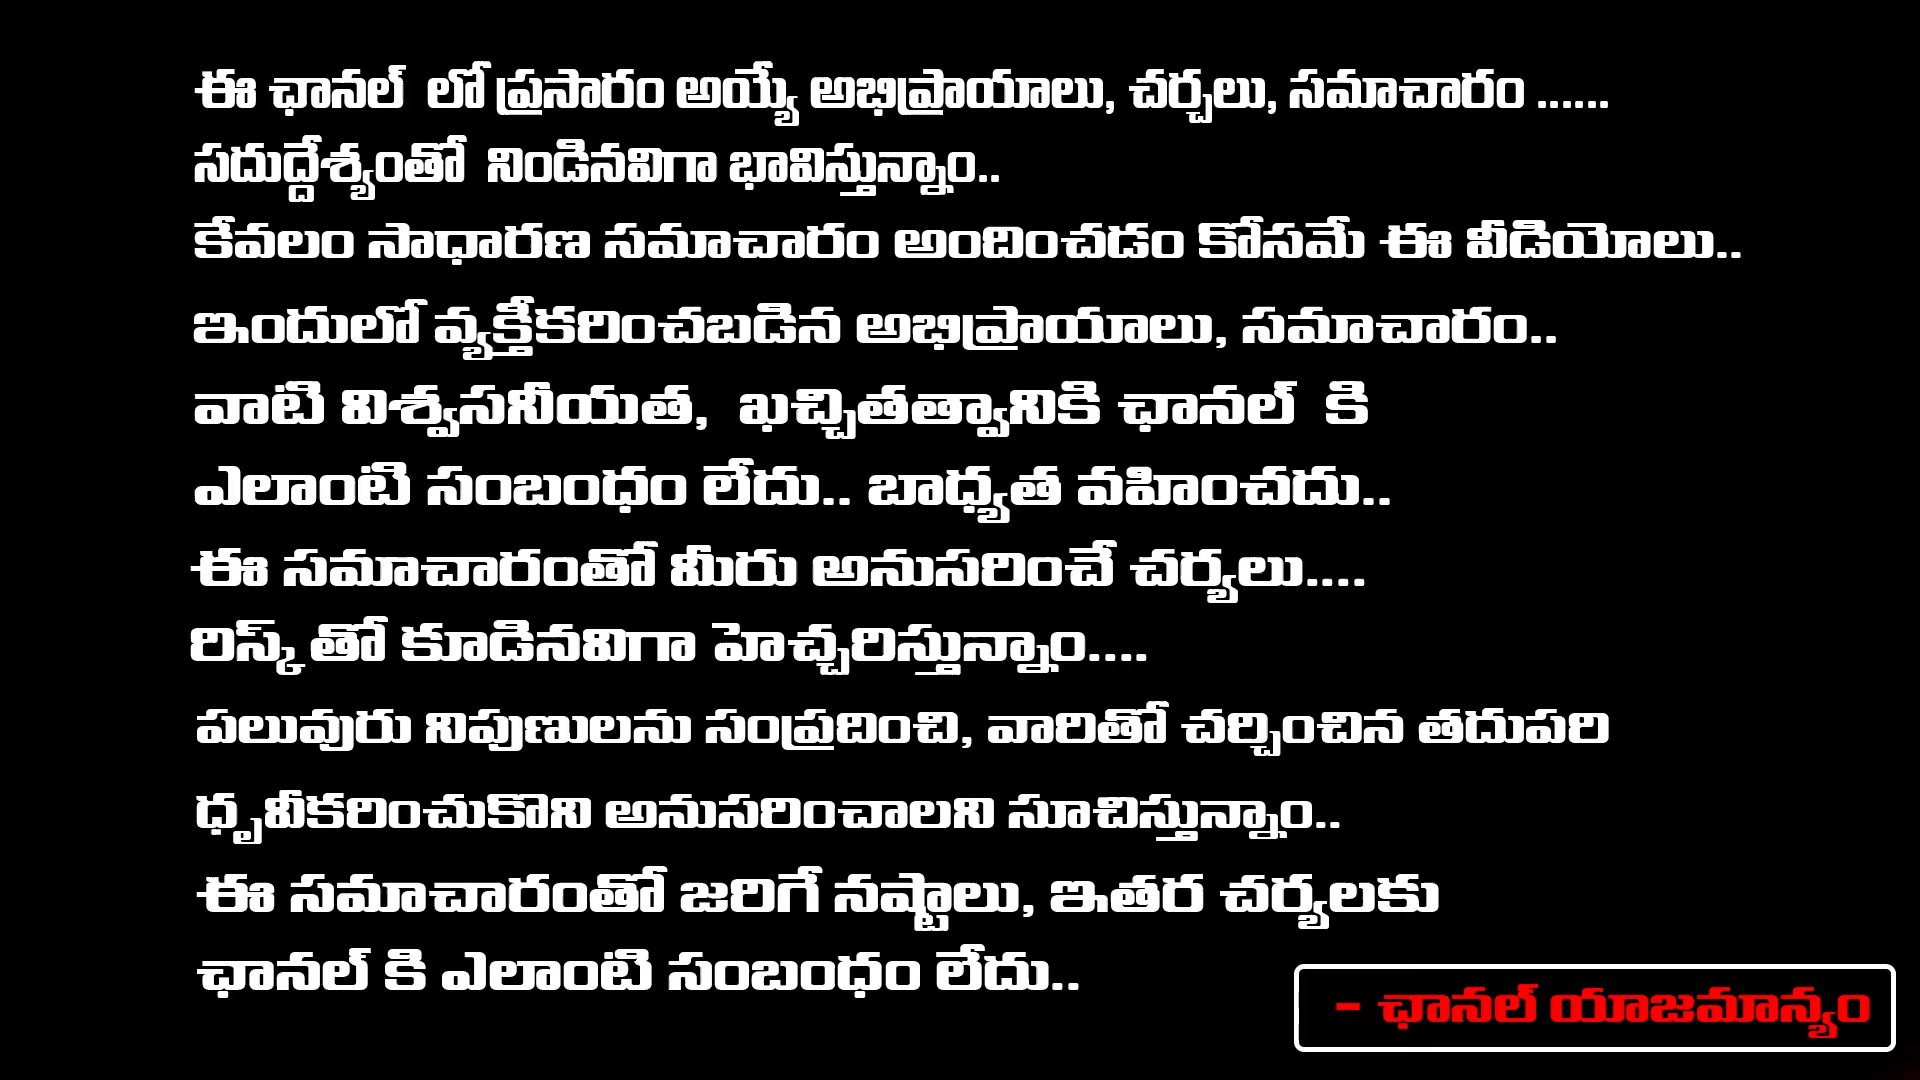 ఈ ఛానల్ లో ప్రసారం అయ్యే అభిప్రాయాలు, చర్చలు, సమాచారం ......
సదుద్దేశ్యంతో నిండినవిగా భావిస్తున్నాం..
కేవలం సాధారణ సమాచారం అందించడం కోసమే ఈ వీడియోలు..
ఇందులో వ్యక్తీకరించబడిన అభిప్రాయాలు, సమాచారం..
వాటి విశ్వసనీయత, ఖచ్చితత్వానికి ఛానల్ కి
ఎలాంటి సంబంధం లేదు.. బాధ్యత వహించదు..
ఈ సమాచారంతో మీరు అనుసరించే చర్యలు....
రిస్క్ తో కూడినవిగా హెచ్చరిస్తున్నాం....
పలువురు నిపుణులను సంప్రదించి, వారితో చర్చించిన తదుపరి
ధృవీకరించుకొని అనుసరించాలని సూచిస్తున్నాం..
ఈ సమాచారంతో జరిగే నష్టాలు, ఇతర చర్యలకు
ఛానల్ కి ఎలాంటి సంబంధం లేదు..
- ఛానల్ యాజమాన్యం